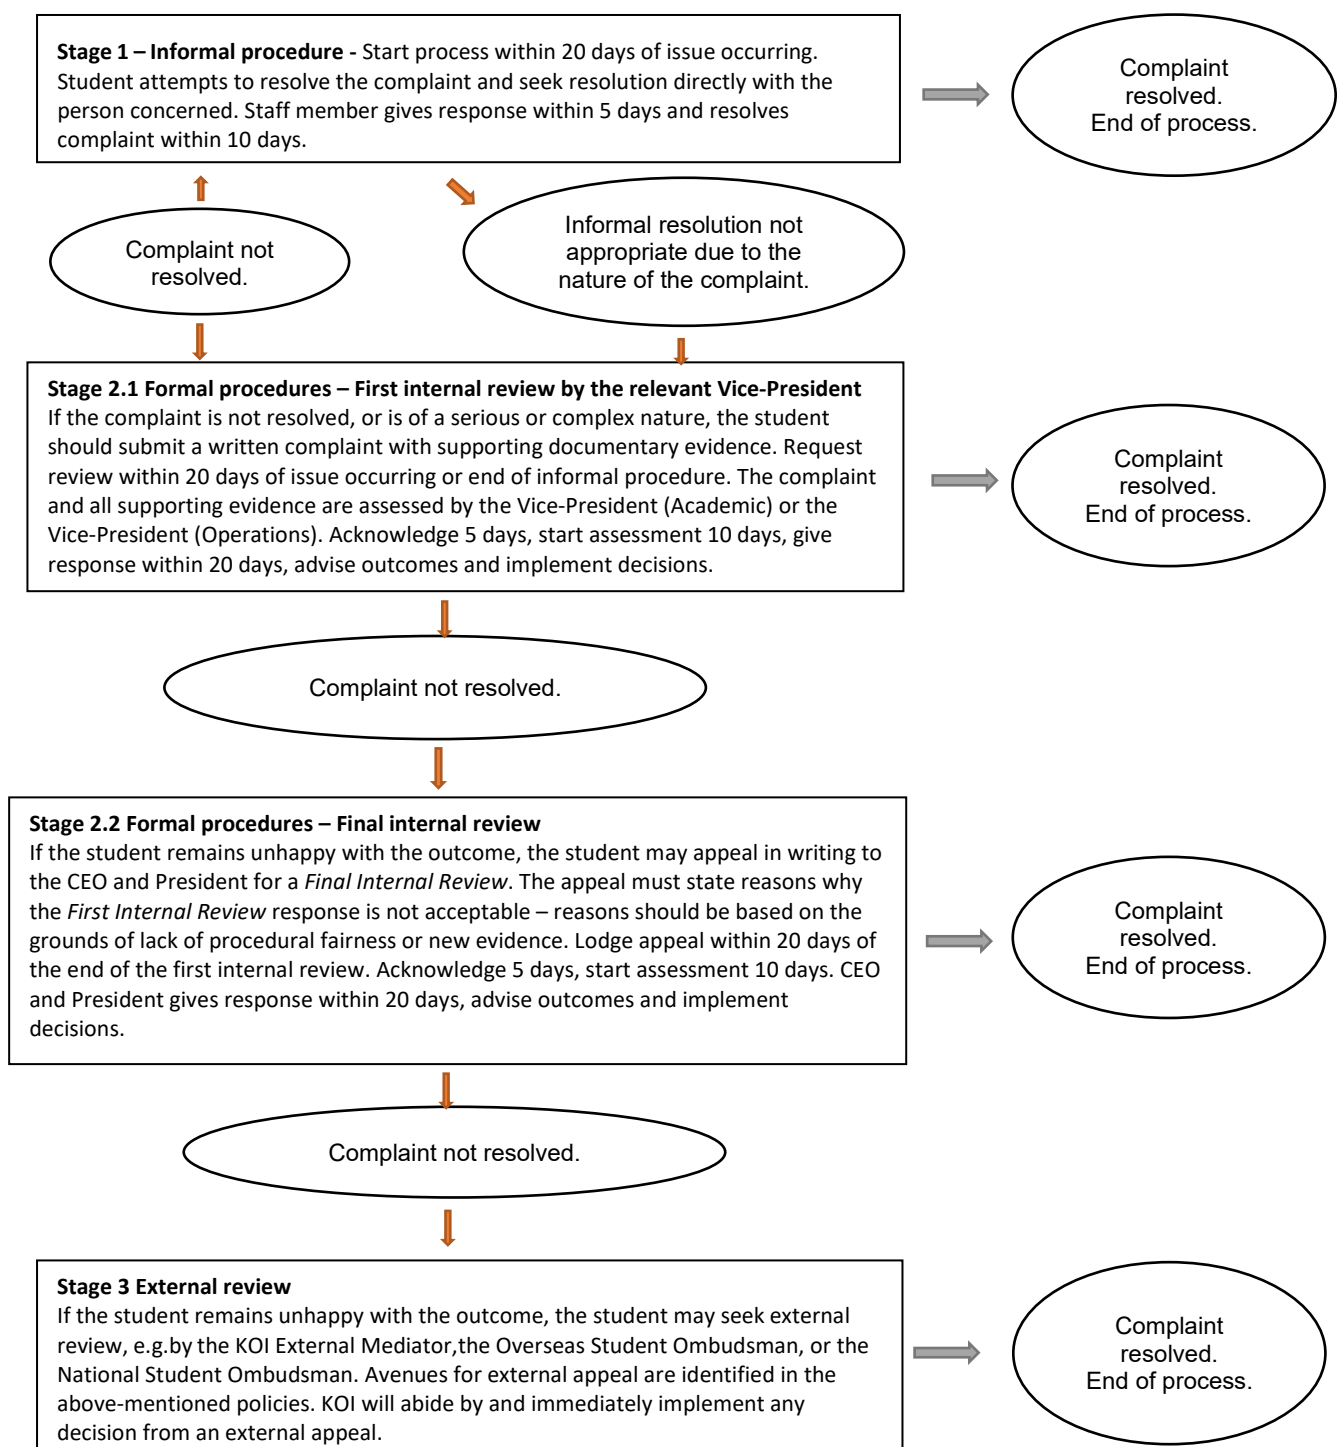 Stage 1 – Informal procedure - Start process within 20 days of issue occurring.
Student attempts to resolve the complaint and seek resolution directly with the
person concerned. Staff member gives response within 5 days and resolves
complaint within 10 days.
Complaint
resolved.
End of process.
Complaint not
resolved.
Informal resolution not
appropriate due to the
nature of the complaint.
Stage 2.1 Formal procedures – First internal review by the relevant Vice-President
If the complaint is not resolved, or is of a serious or complex nature, the student
should submit a written complaint with supporting documentary evidence. Request
review within 20 days of issue occurring or end of informal procedure. The complaint
and all supporting evidence are assessed by the Vice-President (Academic) or the
Vice-President (Operations). Acknowledge 5 days, start assessment 10 days, give
response within 20 days, advise outcomes and implement decisions.
Complaint
resolved.
End of process.
Complaint not resolved.
Stage 2.2 Formal procedures – Final internal review
If the student remains unhappy with the outcome, the student may appeal in writing to
the CEO and President for a Final Internal Review. The appeal must state reasons why
the First Internal Review response is not acceptable – reasons should be based on the
grounds of lack of procedural fairness or new evidence. Lodge appeal within 20 days of
the end of the first internal review. Acknowledge 5 days, start assessment 10 days. CEO
and President gives response within 20 days, advise outcomes and implement
decisions.
Complaint
resolved.
End of process.
Complaint not resolved.
Stage 3 External review
If the student remains unhappy with the outcome, the student may seek external
review, e.g.by the KOI External Mediator,the Overseas Student Ombudsman, or the
National Student Ombudsman. Avenues for external appeal are identified in the
above-mentioned policies. KOI will abide by and immediately implement any
decision from an external appeal.
Complaint
resolved.
End of process.